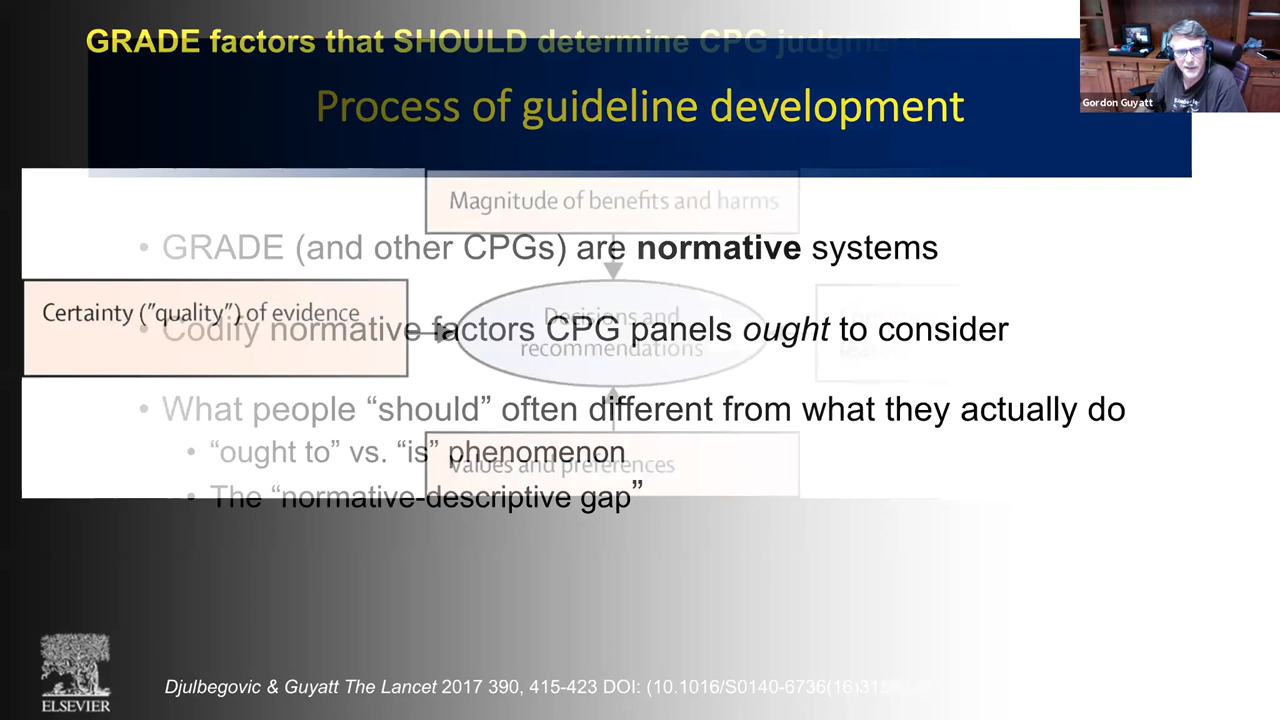 GRADE factors that SHOULD determine CPG judgment
Process of guideline development
Gordon Guyatt
Magnitude of benefits and harms
• GRADE (and other CPGs) are normative systems
Certainty ("quality") of evidence
Decisions and
recommendations
• Codify normative factors CPG panels ought to consider
• What people “should” often different from what they actually do
• “ought to” vs. “is” phenomenon
Values and preferences
• The “normative-descriptive gap”
ELSEVIER
Djulbegovic & Guyatt The Lancet 2017 390, 415-423 DOI: (10.1016/S0140-6736(16)